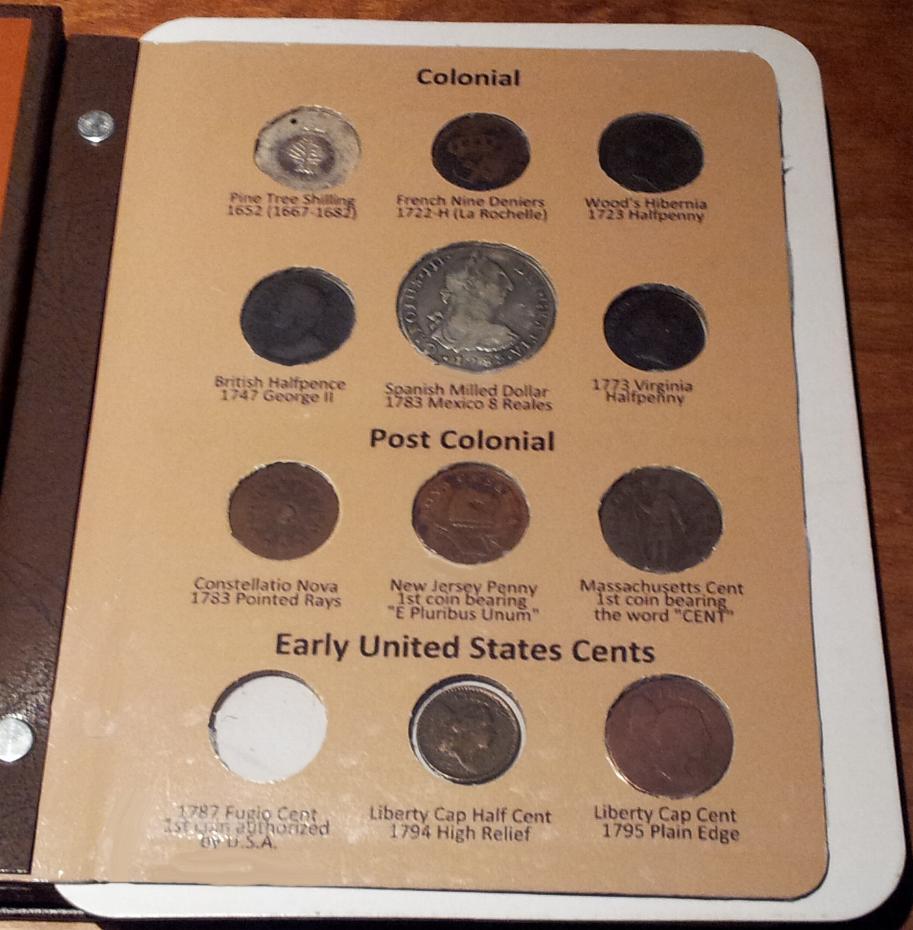 Colonial
Pine Tree Shilling
1652 (1667-1682)
French Nine Deniers
1722-H (La Rochelle)
Wood's Hibernia
1723 Halfpenny
British Halfpence
1747 George II
Spanish Milled Dollar
1783 Mexico 8 Reales
1773 Virginia
Halfpenny
Post Colonial
Constellatio Nova
1783 Pointed Rays
New Jersey Penny
1st coin bearing
"E Pluribus Unum"
Massachusetts Cent
1st coin bearing
the word "CENT"
Early United States Cents
1787 Fugio Cent
1st coin authorized
by U.S.A.
Liberty Cap Half Cent
1794 High Relief
Liberty Cap Cent
1795 Plain Edge